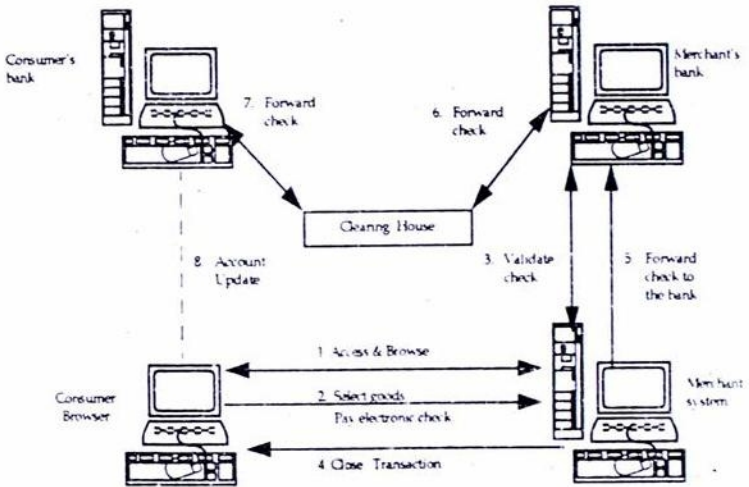 Consumer's
bank
7. Forward
check
6. Forward
check
Merchant's
bank
Clearing House
8. Account
Update
3. Validate
check
5. Forward
check to
the bank
1. Access & Browse
Consumer
Browser
2. Select goods
Pay electronic check
Merchant
system
4 Close Transaction